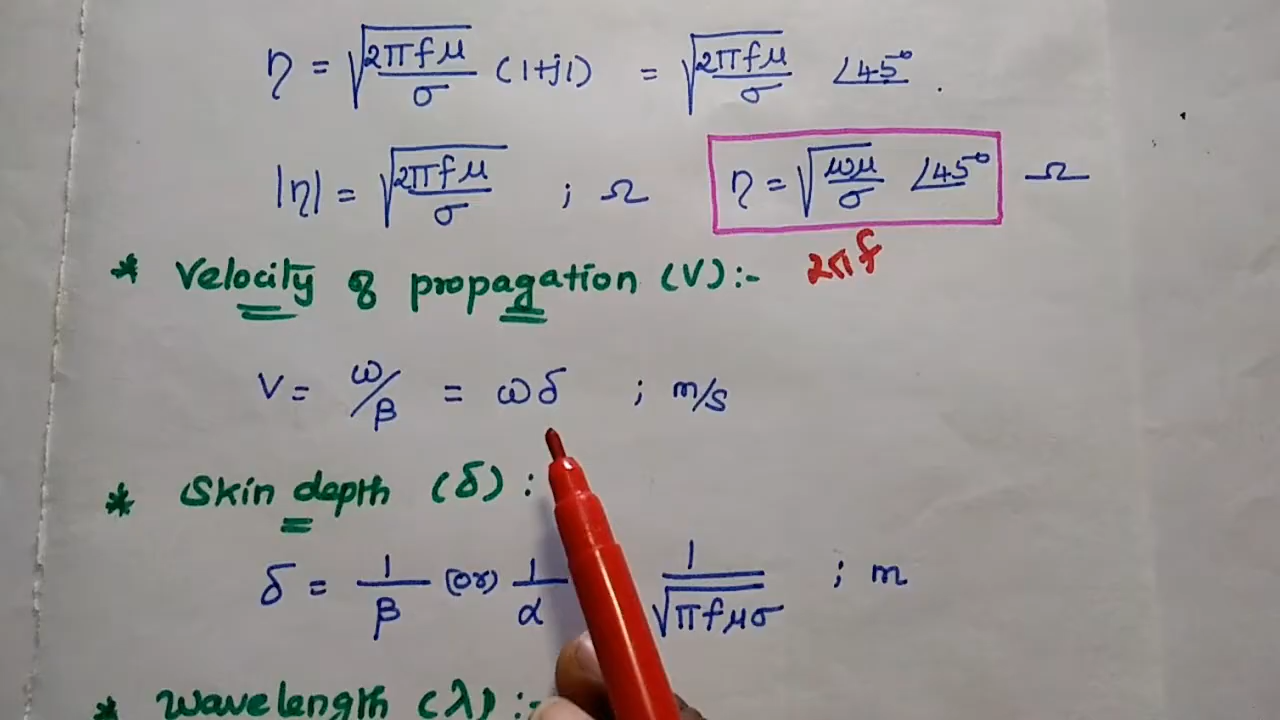 η = √(2πfμ/σ) (1+j1) = √(2πfμ/σ) ∠45° .
|η| = √(2πfμ/σ) ; Ω η = √(ωμ/σ) ∠45° Ω
* Velocity of propagation (V):- 2πf
V = ω/β = ωδ ; m/s
* Skin depth (δ) :
δ = 1/β (or) 1/α 1/√(πfμσ) ; m
* Wavelength (λ) :-